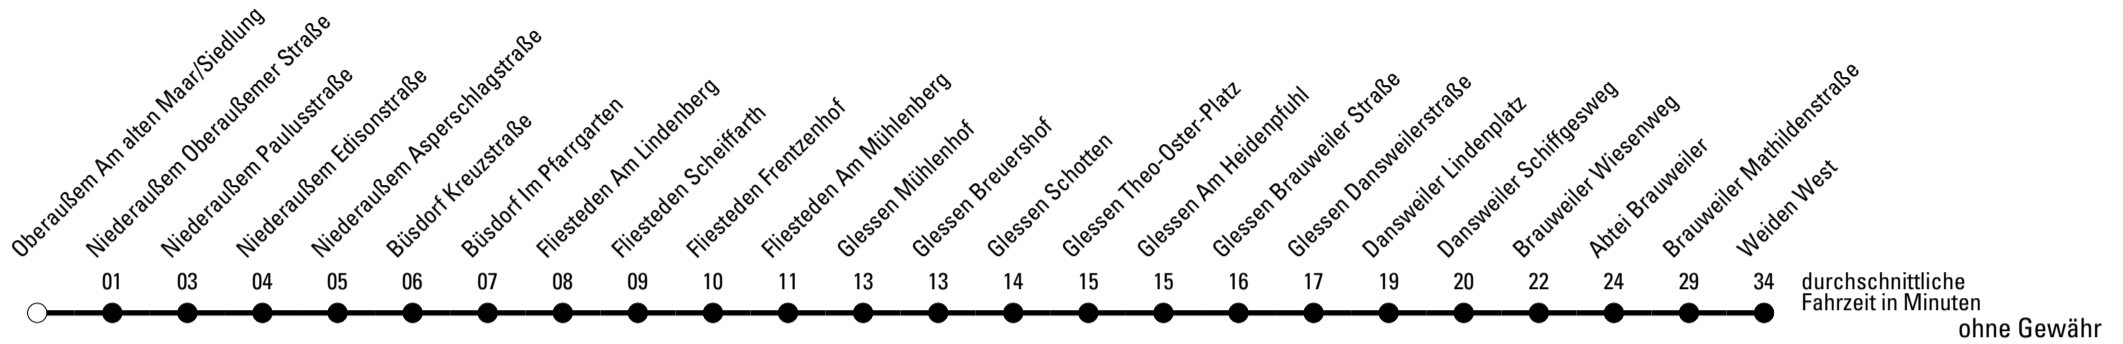 Oberaußem Am alten Maar/Siedlung
Niederaußem Oberaußemer Straße
Niederaußem Paulusstraße
Niederaußem Edisonstraße
Niederaußem Asperschlagstraße
Büsdorf Kreuzstraße
Büsdorf Im Pfarrgarten
Fliesteden Am Lindenberg
Fliesteden Scheiffarth
Fliesteden Frentzenhof
Fliesteden Am Mühlenberg
Glessen Mühlenhof
Glessen Breuershof
Glessen Schotten
Glessen Theo-Oster-Platz
Glessen Am Heidenpfuhl
Glessen Brauweiler Straße
Glessen Dansweilerstraße
Dansweiler Lindenplatz
Dansweiler Schiffgesweg
Brauweiler Wiesenweg
Abtei Brauweiler
Brauweiler Mathildenstraße
Weiden West
01 03 04 05 06 07 08 09 10 11 13 13 14 15 15 16 17 19 20 22 24 29 34 durchschnittliche
Fahrzeit in Minuten
ohne Gewähr